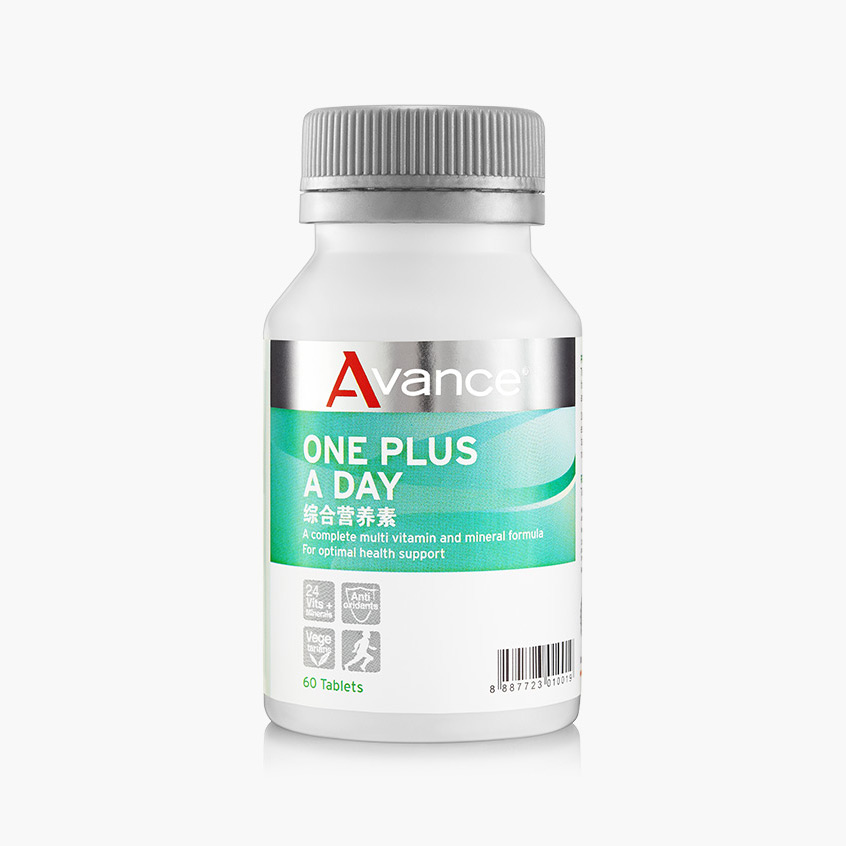 Avance®
ONE PLUS
A DAY
综合营养素
A complete multi vitamin and mineral formula
For optimal health support
24
Vits +
Minerals
Anti
oxidants
Vege
tarians
60 Tablets
8 887723 010019